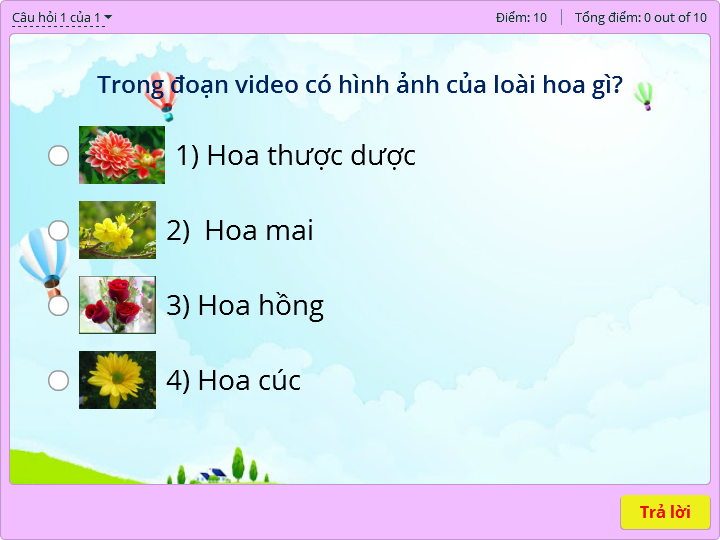 Câu hỏi 1 của 1
Điểm: 10
Tổng điểm: 0 out of 10
Trong đoạn video có hình ảnh của loài hoa gì?
1) Hoa thược dược
2) Hoa mai
3) Hoa hồng
4) Hoa cúc
Trả lời